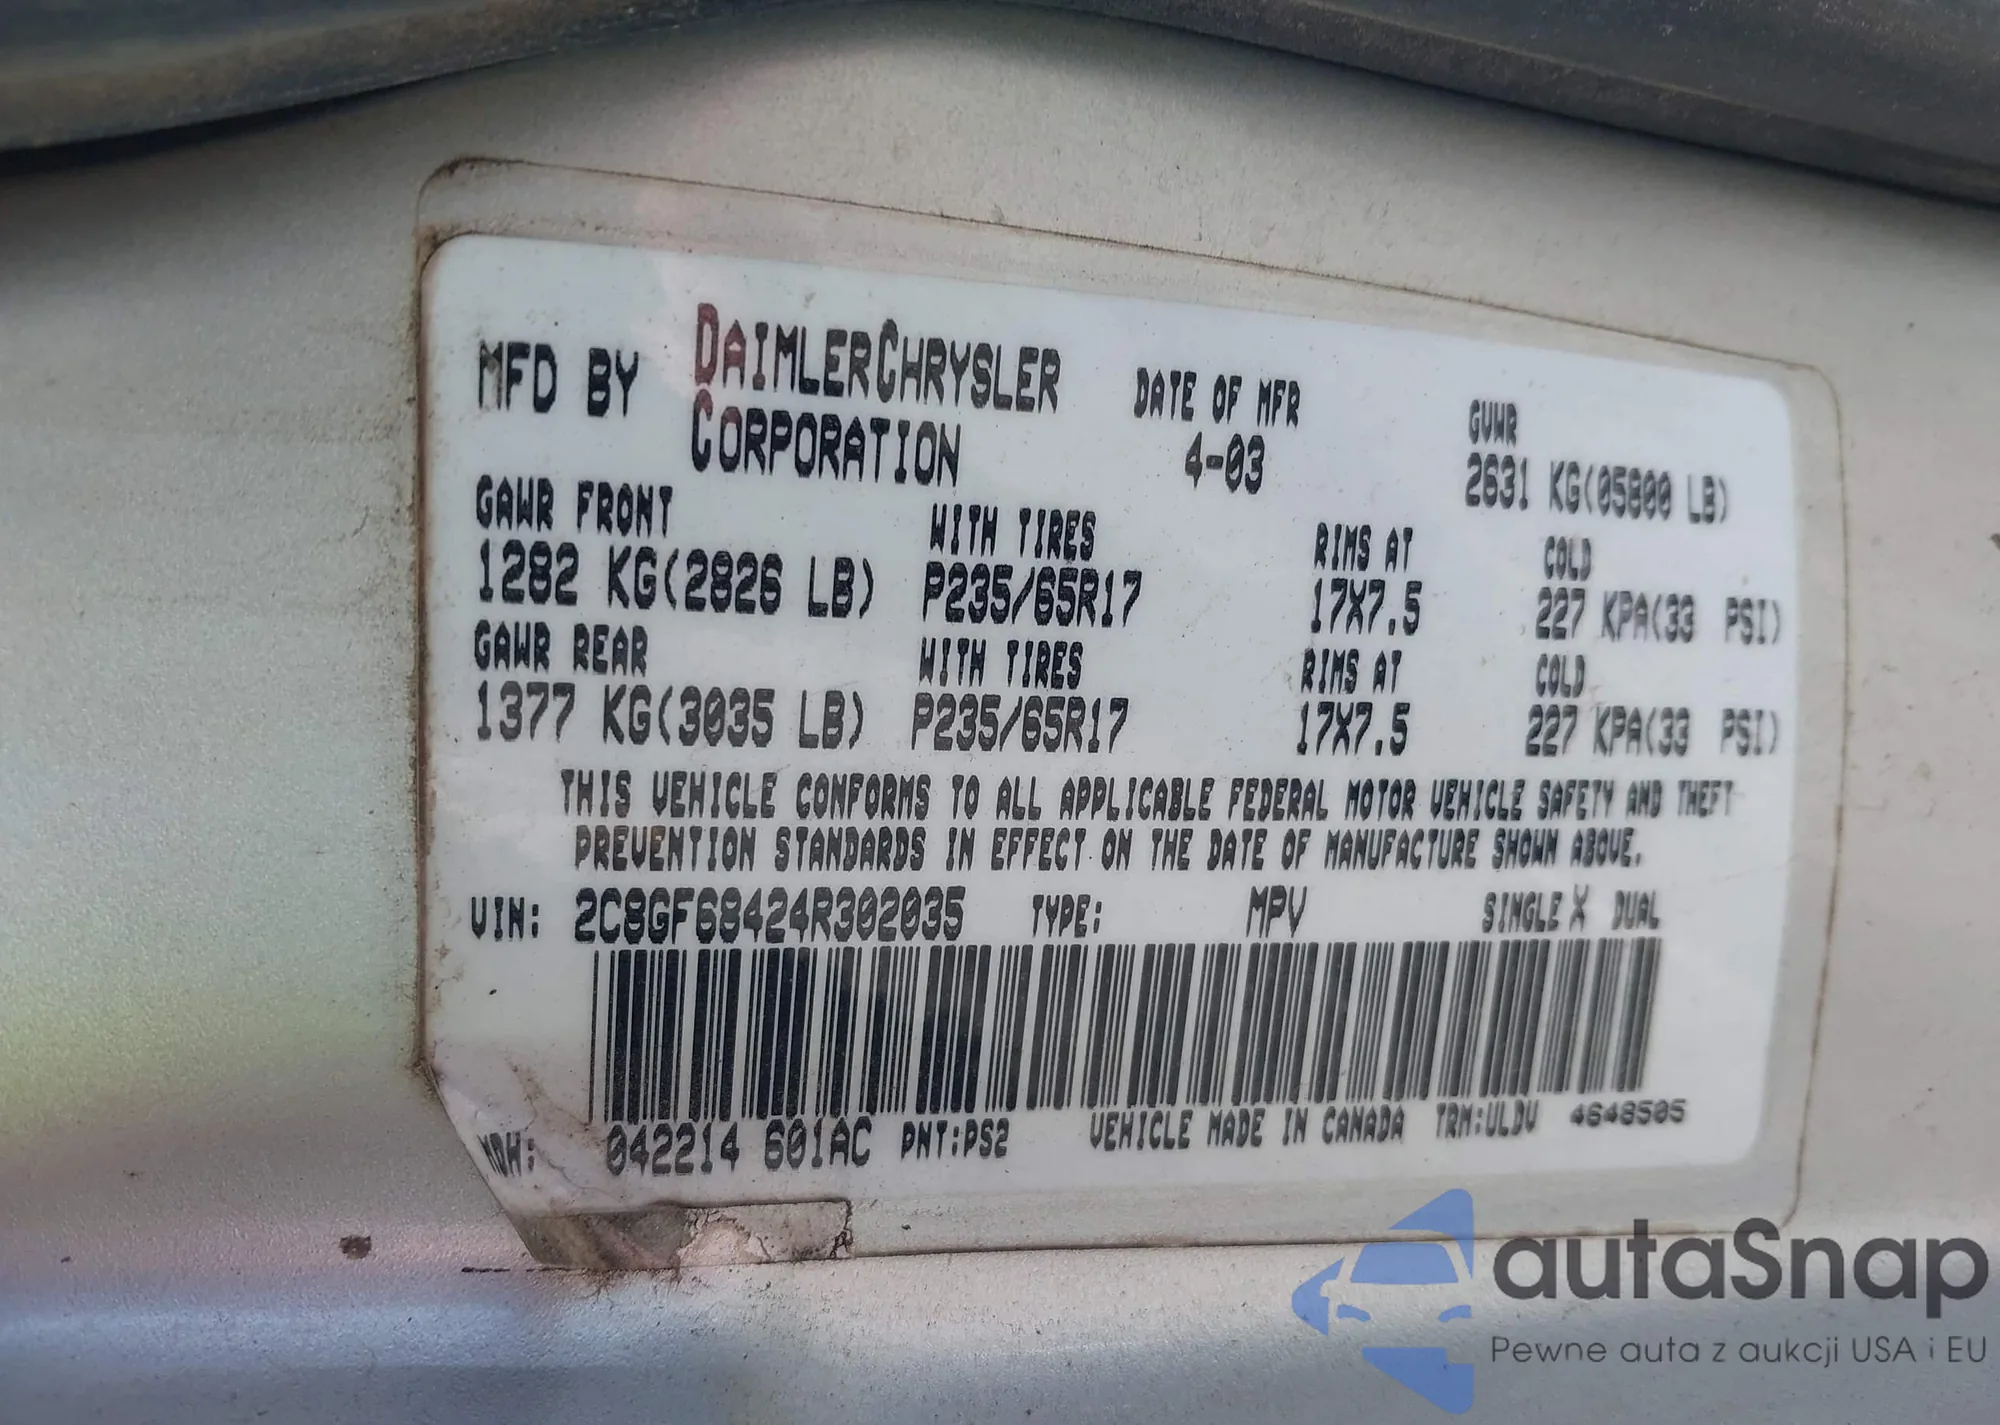 MFD BY DAIMLERCHRYSLER CORPORATION DATE OF MFR 4-03 GVWR 2631 KG(05800 LB)
GAWR FRONT WITH TIRES RIMS AT COLD
1282 KG(2826 LB) P235/65R17 17X7.5 227 KPA(33 PSI)
GAWR REAR WITH TIRES RIMS AT COLD
1377 KG(3035 LB) P235/65R17 17X7.5 227 KPA(33 PSI)
THIS VEHICLE CONFORMS TO ALL APPLICABLE FEDERAL MOTOR VEHICLE SAFETY AND THEFT
PREVENTION STANDARDS IN EFFECT ON THE DATE OF MANUFACTURE SHOWN ABOVE.
VIN: 2C8GF68424R302035 TYPE: MPV SINGLE X DUAL
MDH: 042214 601AC PNT:PS2 VEHICLE MADE IN CANADA TRM:ULDV 4648505
autaSnap
Pewne auta z aukcji USA i EU